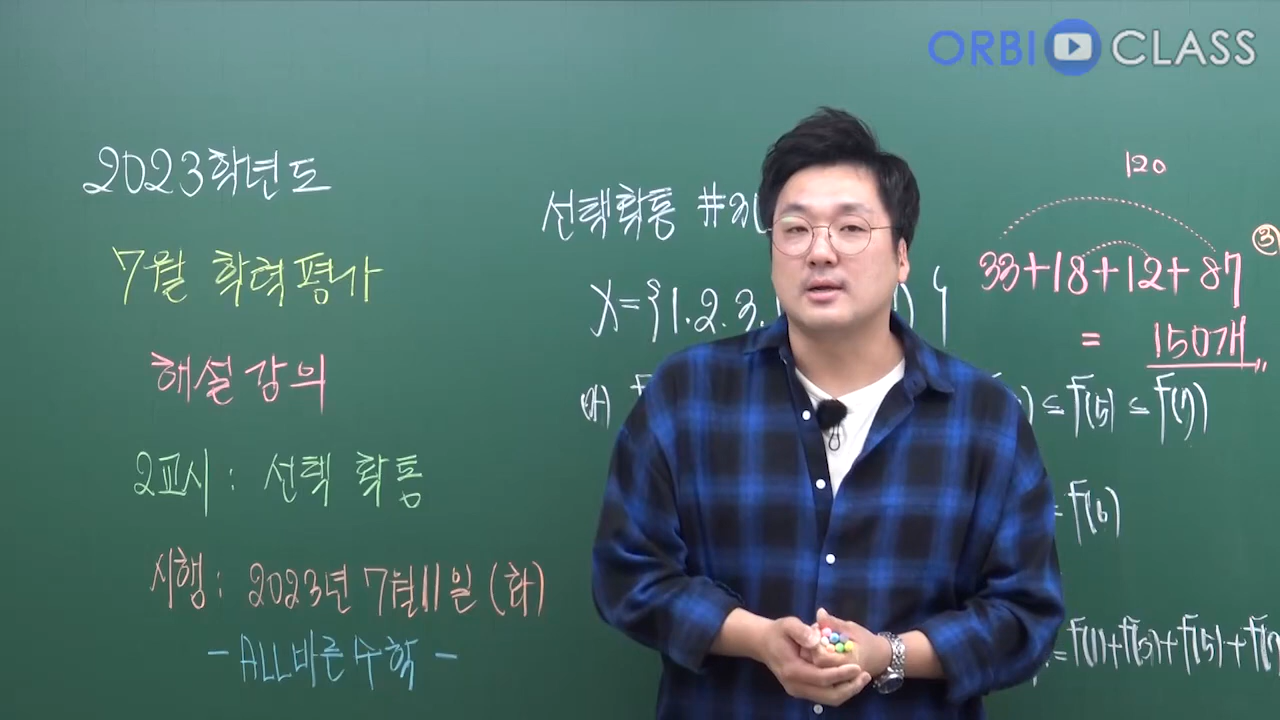 ORBI CLASS
2023학년도
7월 학력평가
해설강의
2교시 : 선택 확통
시행 : 2023년 7월 11일 (화)
- ALL바른수학 -
선택확통 #30
X={1.2.3.
(가)
≤f(5) ≤f(7)
=f(6)
=f(1)+f(3)+f(5)+f(7
120
③
33+18+12+87
= 150개